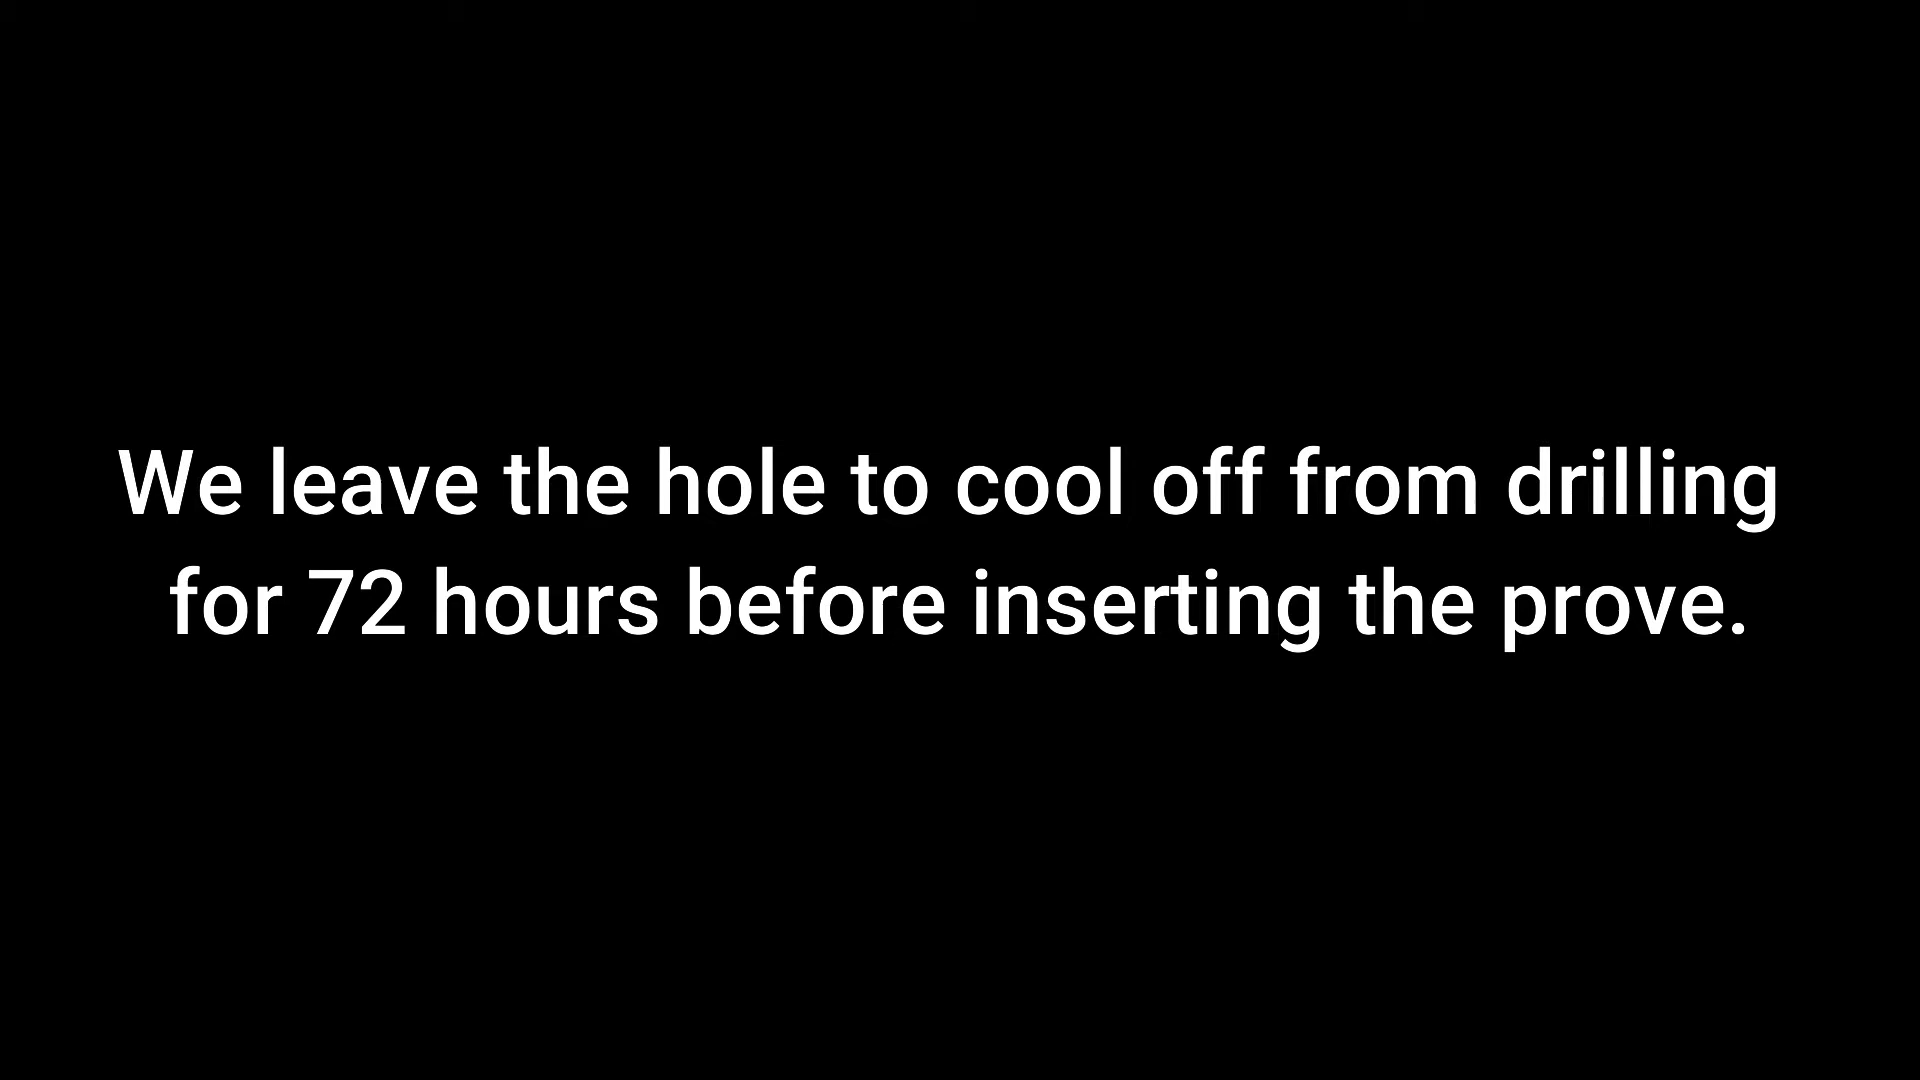 We leave the hole to cool off from drilling
for 72 hours before inserting the prove.